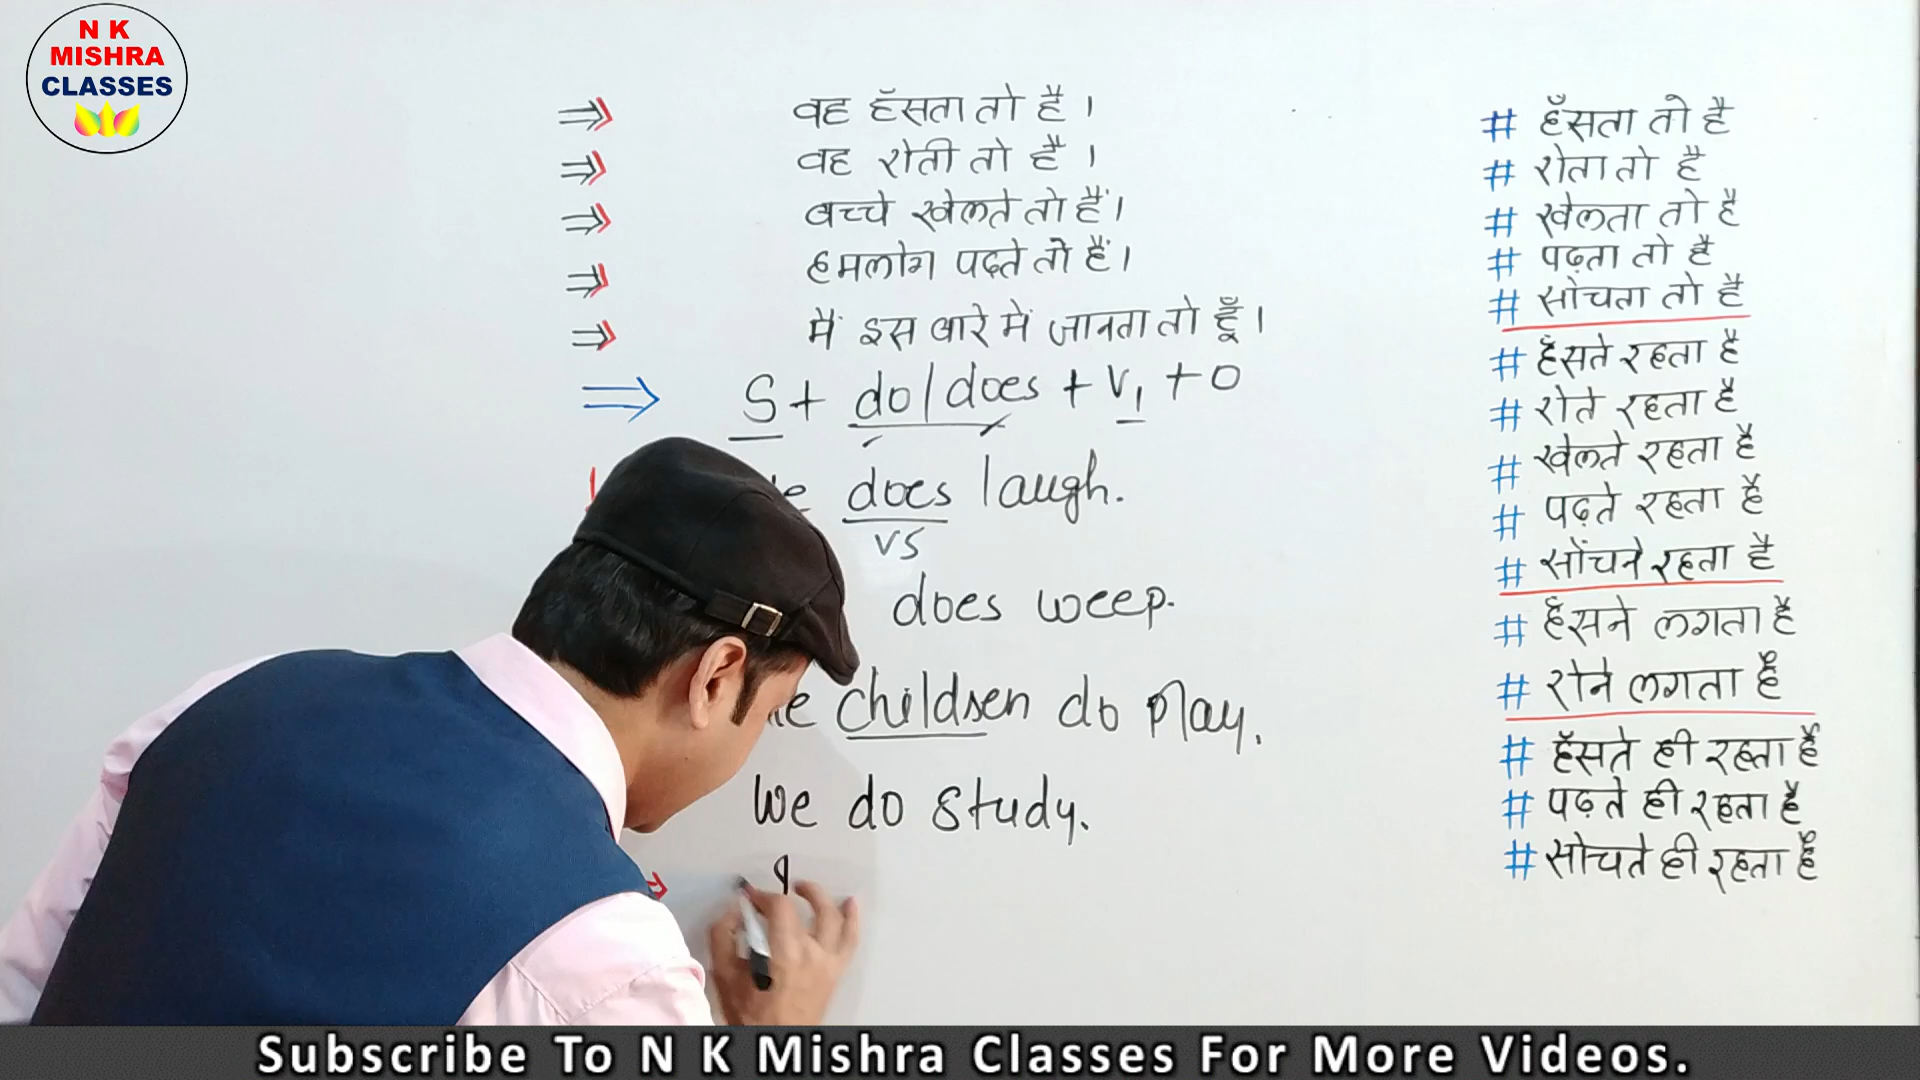 N K
MISHRA
CLASSES
⇒ वह हँसता तो है।
⇒ वह रोती तो है।
⇒ बच्चे खेलते तो हैं।
⇒ हमलोग पढ़ते तो हैं।
⇒ मैं इस बारे में जानता तो हूँ।
⇒ S + do/does + V1 + O
does laugh.
VS
does weep.
children do play.
We do study.
# हँसता तो है
# रोता तो है
# खेलता तो है
# पढ़ता तो है
# सोंचता तो है
# हँसते रहता है
# रोते रहता है
# खेलते रहता है
# पढ़ते रहता है
# सोंचते रहता है
# हँसने लगता है
# रोने लगता है
# हँसते ही रहता है
# पढ़ते ही रहता है
# सोचते ही रहता है
Subscribe To N K Mishra Classes For More Videos.